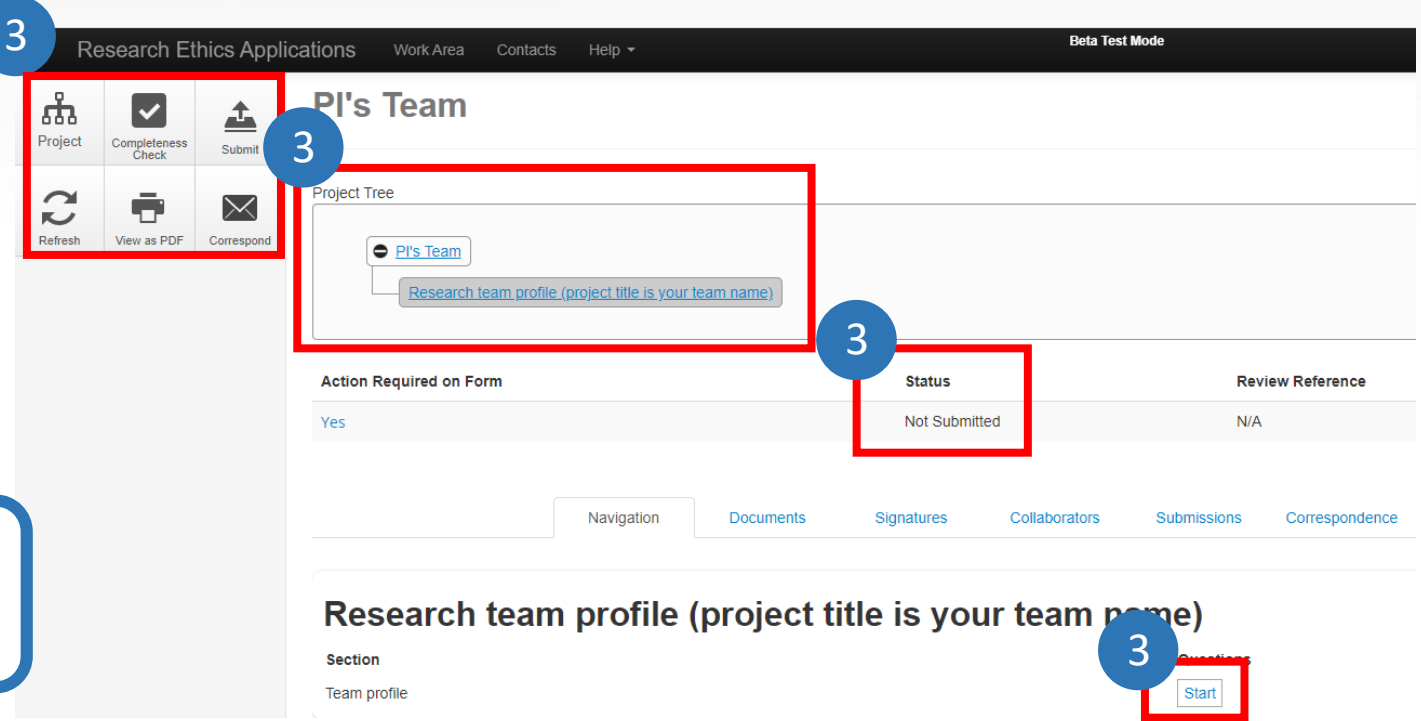 3
Research Ethics Applications Work Area Contacts Help Beta Test Mode
Project Completeness Check Submit
Refresh View as PDF Correspond
3
PI's Team
3
Project Tree
PI's Team
Research team profile (project title is your team name)
3
Action Required on Form Status Review Reference
Yes Not Submitted N/A
Navigation Documents Signatures Collaborators Submissions Correspondence
Research team profile (project title is your team name)
3
Section Questions
Team profile Start